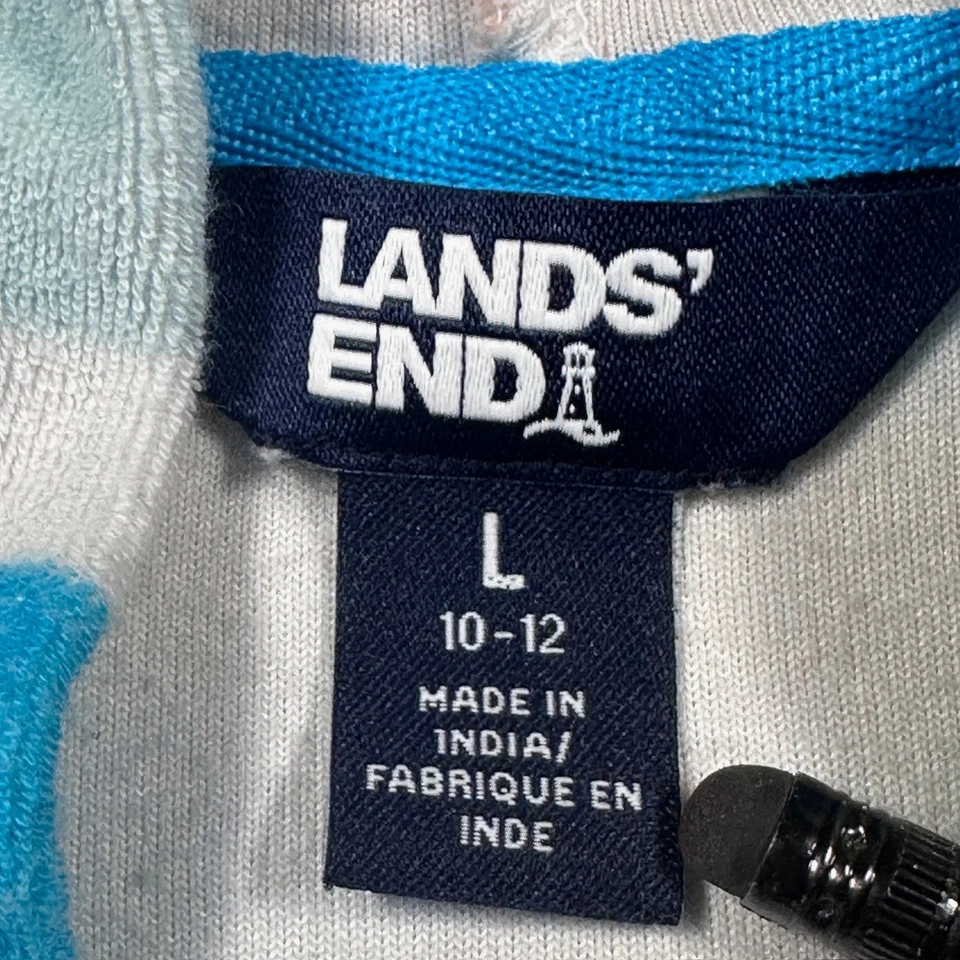 LANDS'
END
L
10-12
MADE IN
INDIA/
FABRIQUE EN
INDE